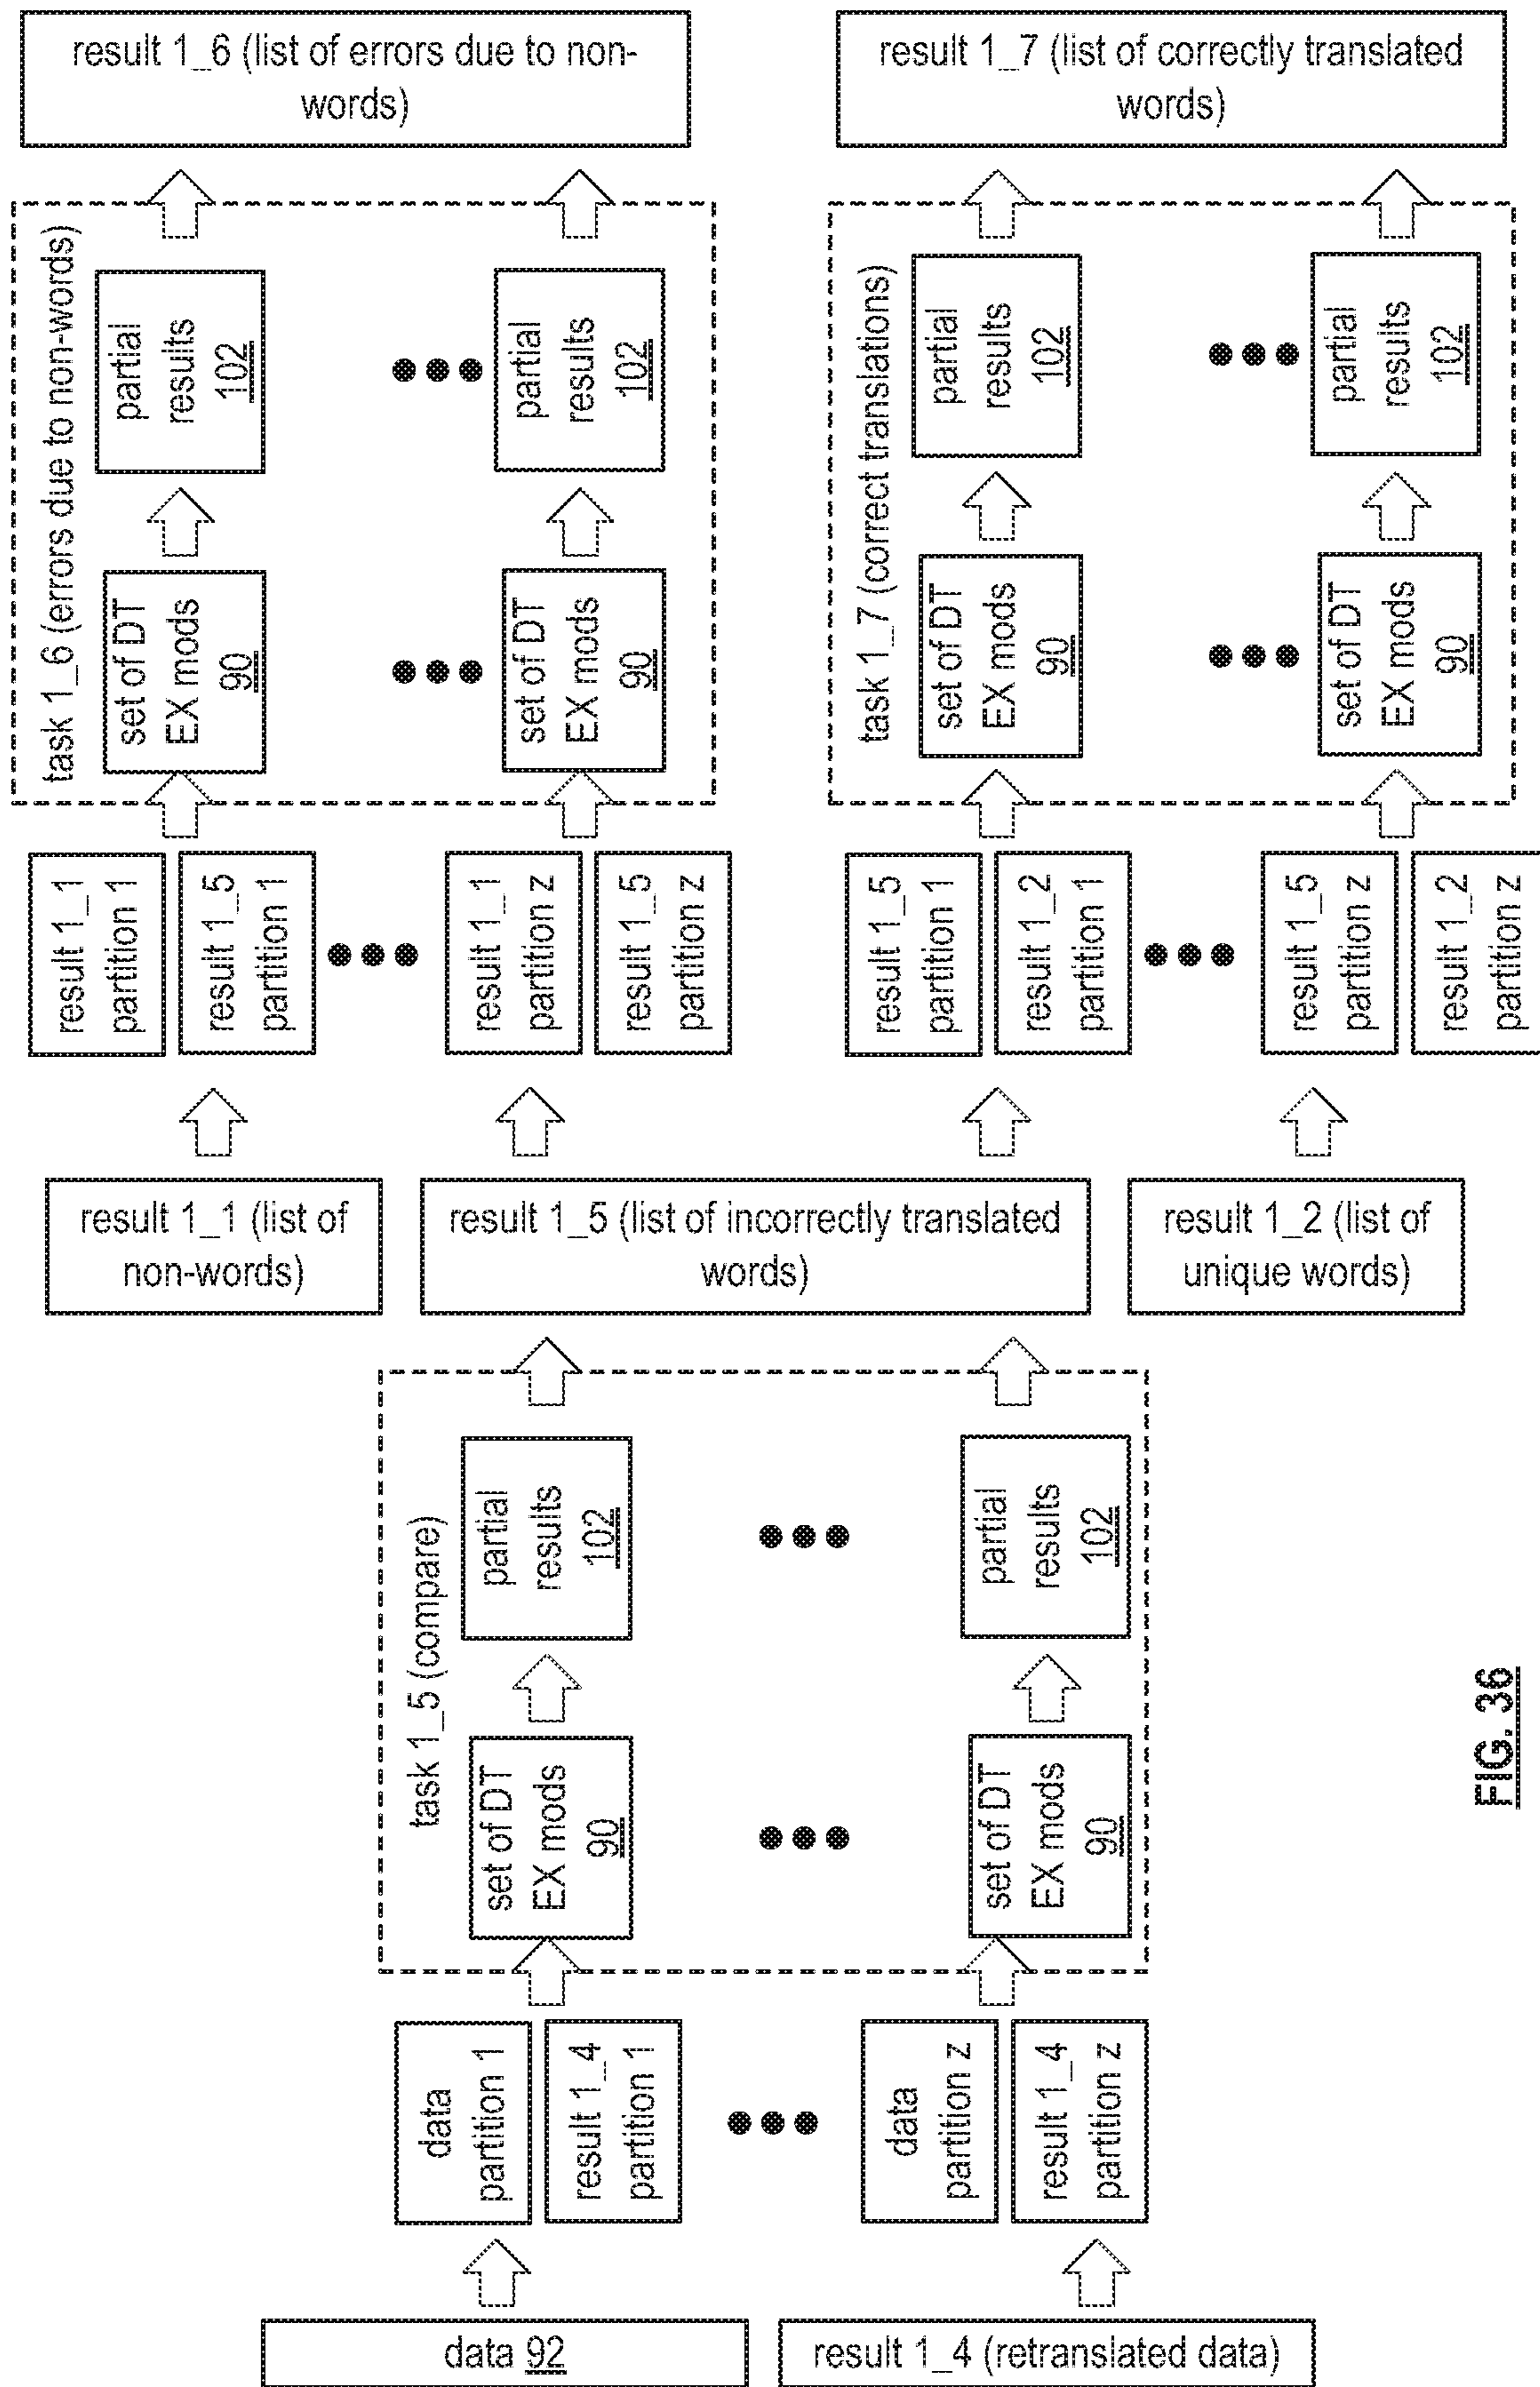 data 92
result 1_4 (retranslated data)
data
partition 1
result 1_4
partition 1
data
partition z
result 1_4
partition z
task 1_5 (compare)
set of DT
EX mods
90
partial
results
102
set of DT
EX mods
90
partial
results
102
result 1_1 (list of
non-words)
result 1_5 (list of incorrectly translated
words)
result 1_2 (list of
unique words)
result 1_1
partition 1
result 1_5
partition 1
result 1_1
partition z
result 1_5
partition z
task 1_6 (errors due to non-words)
set of DT
EX mods
90
partial
results
102
set of DT
EX mods
90
partial
results
102
result 1_6 (list of errors due to non-
words)
result 1_5
partition 1
result 1_2
partition 1
result 1_5
partition z
result 1_2
partition z
task 1_7 (correct translations)
set of DT
EX mods
90
partial
results
102
set of DT
EX mods
90
partial
results
102
result 1_7 (list of correctly translated
words)
FIG. 36